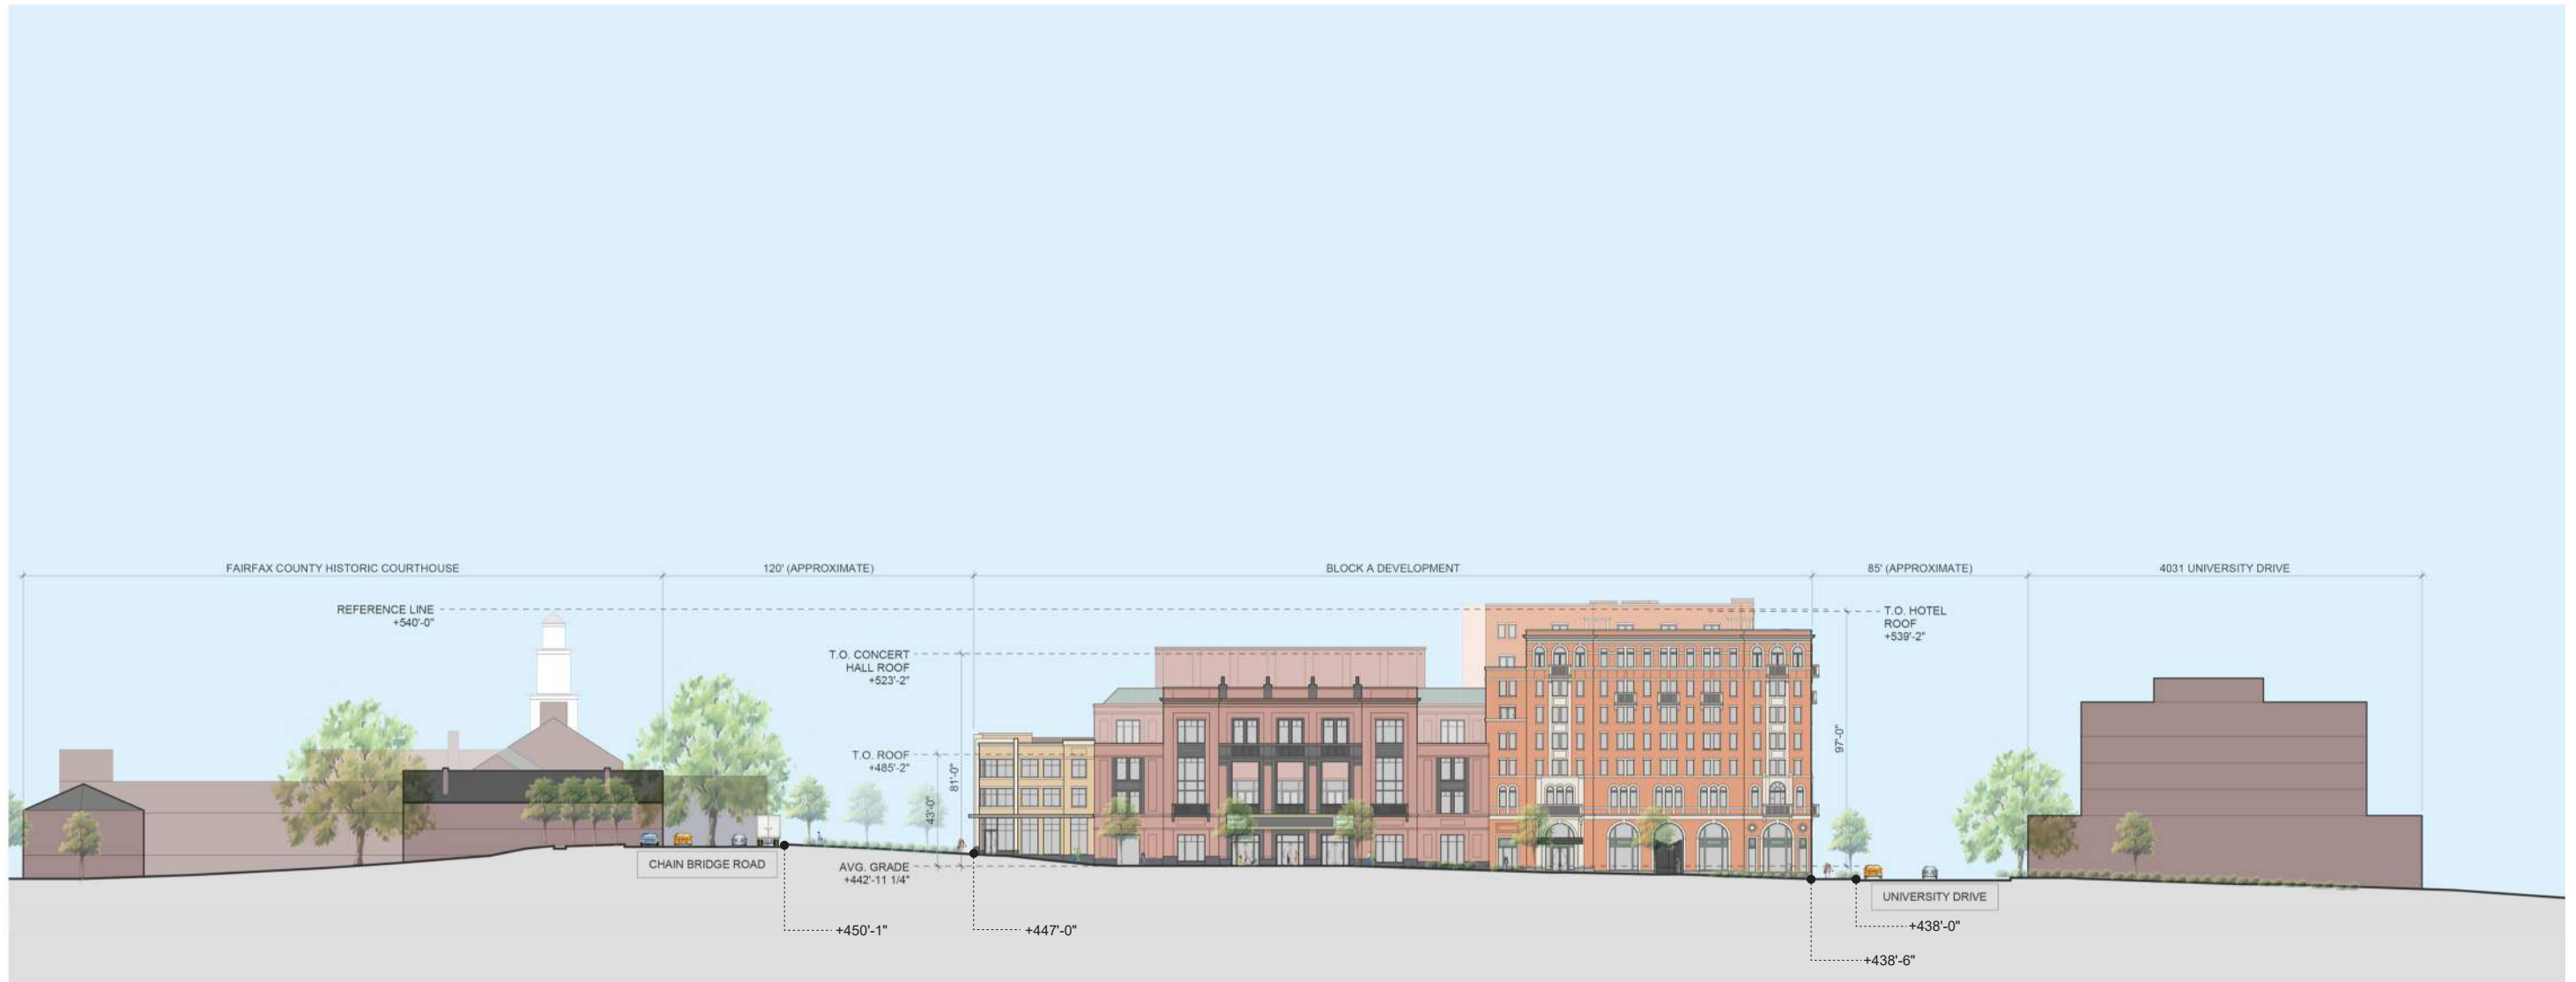 FAIRFAX COUNTY HISTORIC COURTHOUSE
120' (APPROXIMATE)
BLOCK A DEVELOPMENT
85' (APPROXIMATE)
4031 UNIVERSITY DRIVE
REFERENCE LINE
+540'-0"
T.O. HOTEL
ROOF
+539'-2"
T.O. CONCERT
HALL ROOF
+523'-2"
T.O. ROOF
+485'-2"
43'-0"
81'-0"
97'-0"
CHAIN BRIDGE ROAD
AVG. GRADE
+442'-11 1/4"
UNIVERSITY DRIVE
+450'-1"
+447'-0"
+438'-0"
+438'-6"